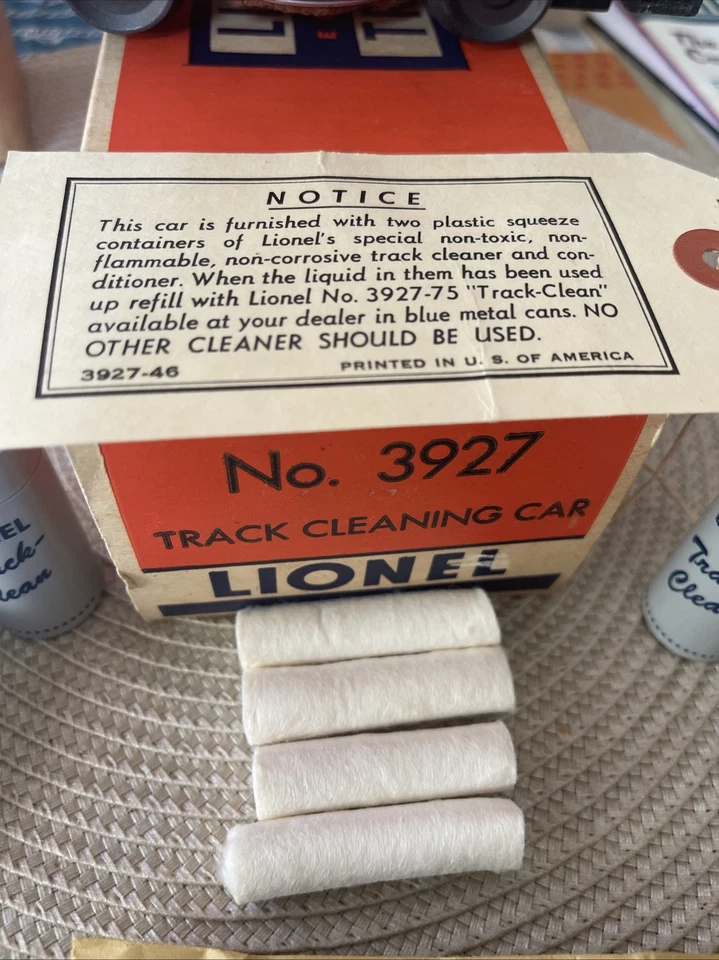 NOTICE
This car is furnished with two plastic squeeze
containers of Lionel's special non-toxic, non-
flammable, non-corrosive track cleaner and con-
ditioner. When the liquid in them has been used
up refill with Lionel No. 3927-75 "Track-Clean"
available at your dealer in blue metal cans. NO
OTHER CLEANER SHOULD BE USED.
3927-46 PRINTED IN U. S. OF AMERICA
No. 3927
TRACK CLEANING CAR
LIONEL